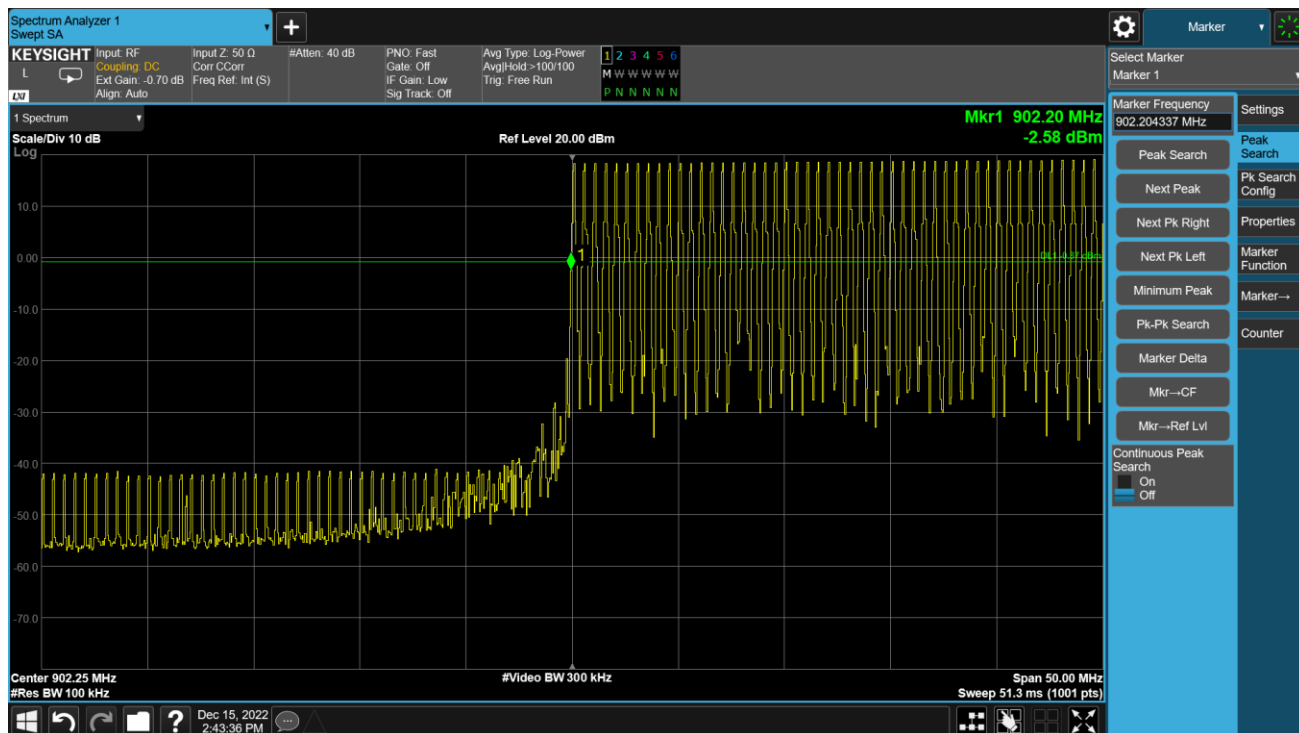 Spectrum Analyzer 1
Swept SA
Marker
KEYSIGHT
L
LXI
Input: RF
Coupling: DC
Ext Gain: -0.70 dB
Align: Auto
Input Z: 50 Ω
Corr CCorr
Freq Ref: Int (S)
#Atten: 40 dB
PNO: Fast
Gate: Off
IF Gain: Low
Sig Track: Off
Avg Type: Log-Power
Avg|Hold:>100/100
Trig: Free Run
1 2 3 4 5 6
M W W W W W
P N N N N N
Select Marker
Marker 1
1 Spectrum
Scale/Div 10 dB
Log
Ref Level 20.00 dBm
Mkr1 902.20 MHz
-2.58 dBm
10.0
0.00
-10.0
-20.0
-30.0
-40.0
-50.0
-60.0
-70.0
1
DL1 -0.87 dBm
Center 902.25 MHz
#Res BW 100 kHz
#Video BW 300 kHz
Span 50.00 MHz
Sweep 51.3 ms (1001 pts)
Marker Frequency
902.204337 MHz
Peak Search
Next Peak
Next Pk Right
Next Pk Left
Minimum Peak
Pk-Pk Search
Marker Delta
Mkr→CF
Mkr→Ref Lvl
Continuous Peak
Search
On
Off
Settings
Peak
Search
Pk Search
Config
Properties
Marker
Function
Marker→
Counter
?
Dec 15, 2022
2:43:36 PM